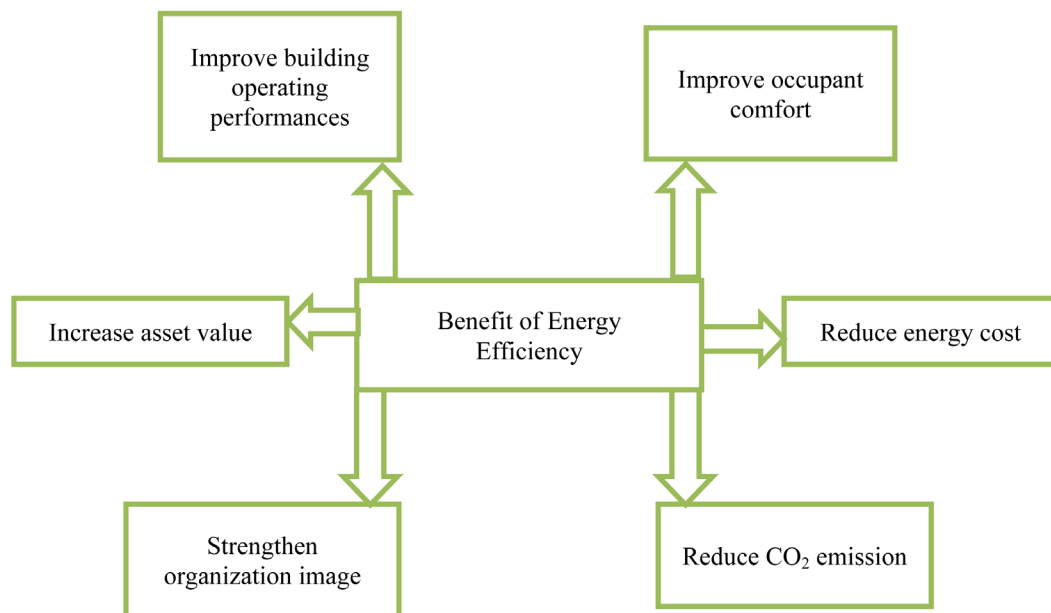 Improve building
operating
performances
Improve occupant
comfort
Increase asset value
Benefit of Energy
Efficiency
Reduce energy cost
Strengthen
organization image
Reduce CO₂ emission